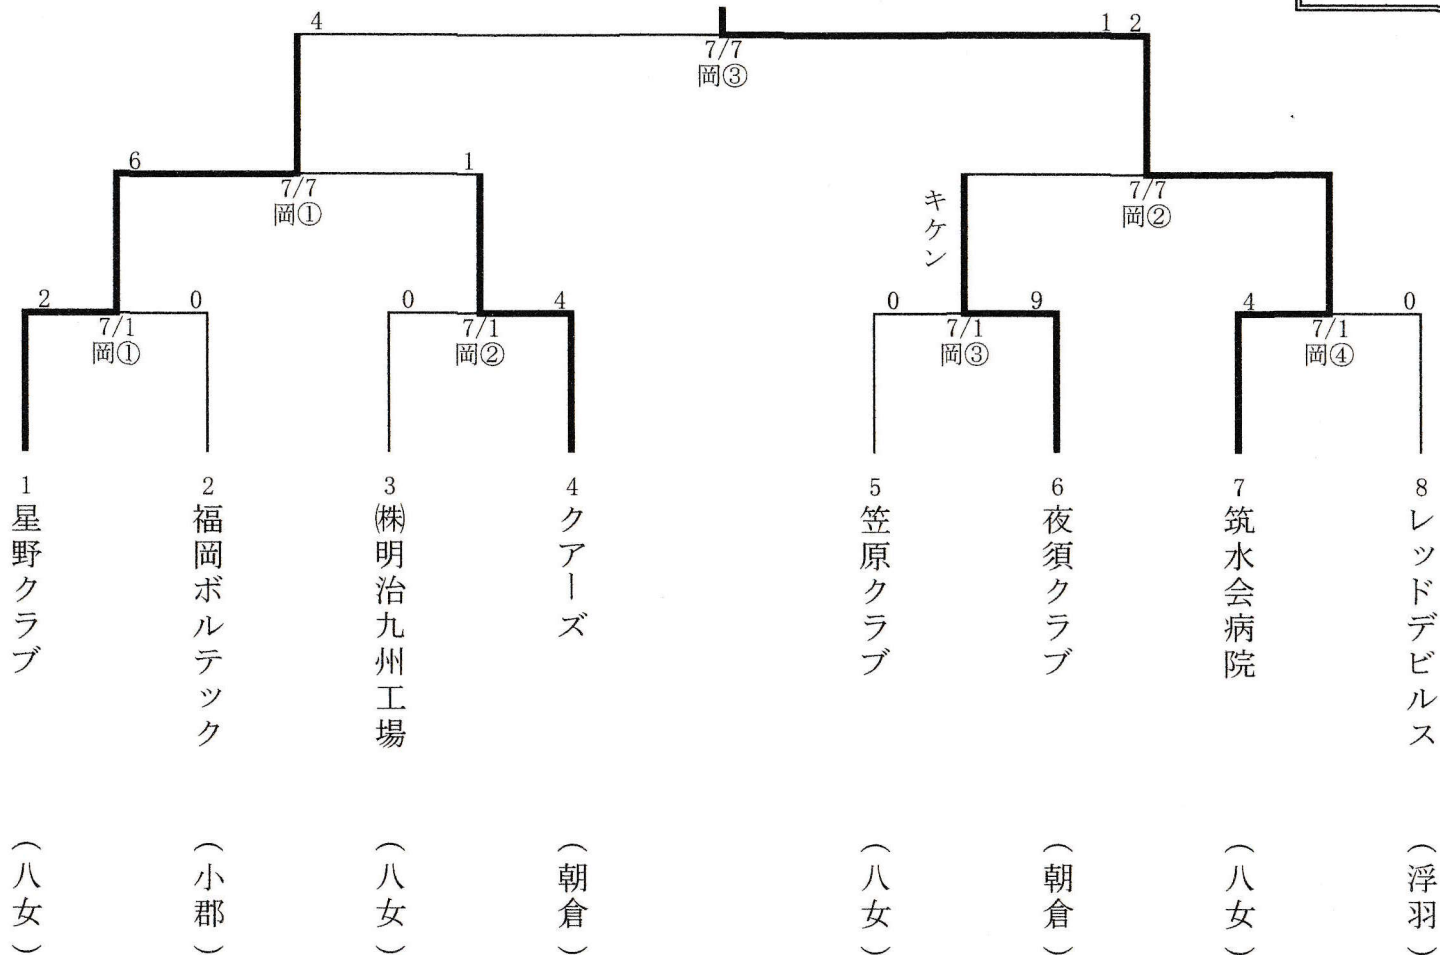 4
1 2
7/7
岡③
6
1
7/7
岡①
キケン
7/7
岡②
2
0
7/1
岡①
0
4
7/1
岡②
0
9
7/1
岡③
4
0
7/1
岡④
1
星野クラブ
(八女)
2
福岡ボルテック
(小郡)
3
㈱明治九州工場
(八女)
4
クアーズ
(朝倉)
5
笠原クラブ
(八女)
6
夜須クラブ
(朝倉)
7
筑水会病院
(八女)
8
レッドデビルス
(浮羽)